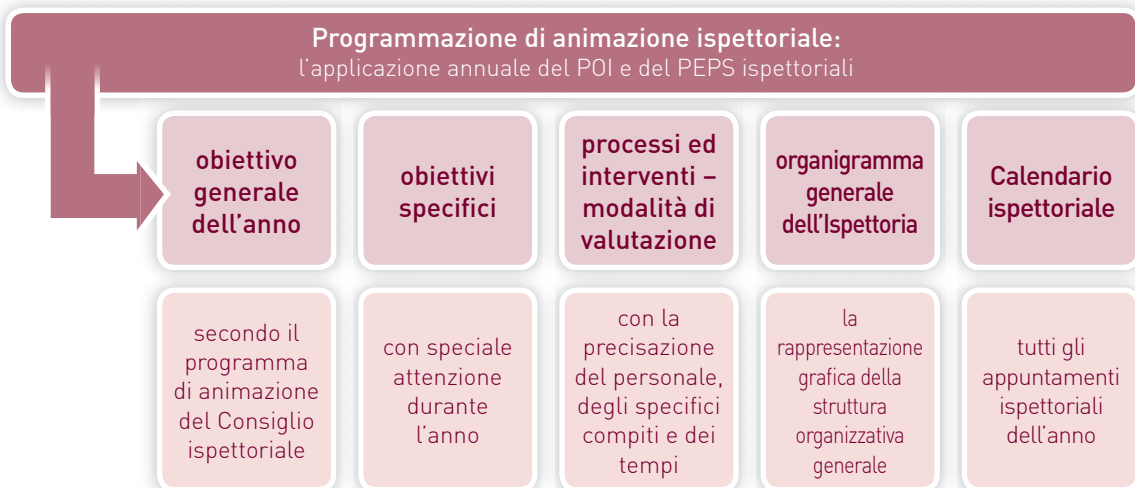 Programmazione di animazione ispettoriale:
l'applicazione annuale del POI e del PEPS ispettoriali
obiettivo
generale
dell'anno
obiettivi
specifici
processi ed
interventi –
modalità di
valutazione
organigramma
generale
dell'Ispettoria
Calendario
ispettoriale
secondo il
programma
di animazione
del Consiglio
ispettoriale
con speciale
attenzione
durante
l'anno
con la
precisazione
del personale,
degli specifici
compiti e dei
tempi
la
rappresentazione
grafica della
struttura
organizzativa
generale
tutti gli
appuntamenti
ispettoriali
dell'anno